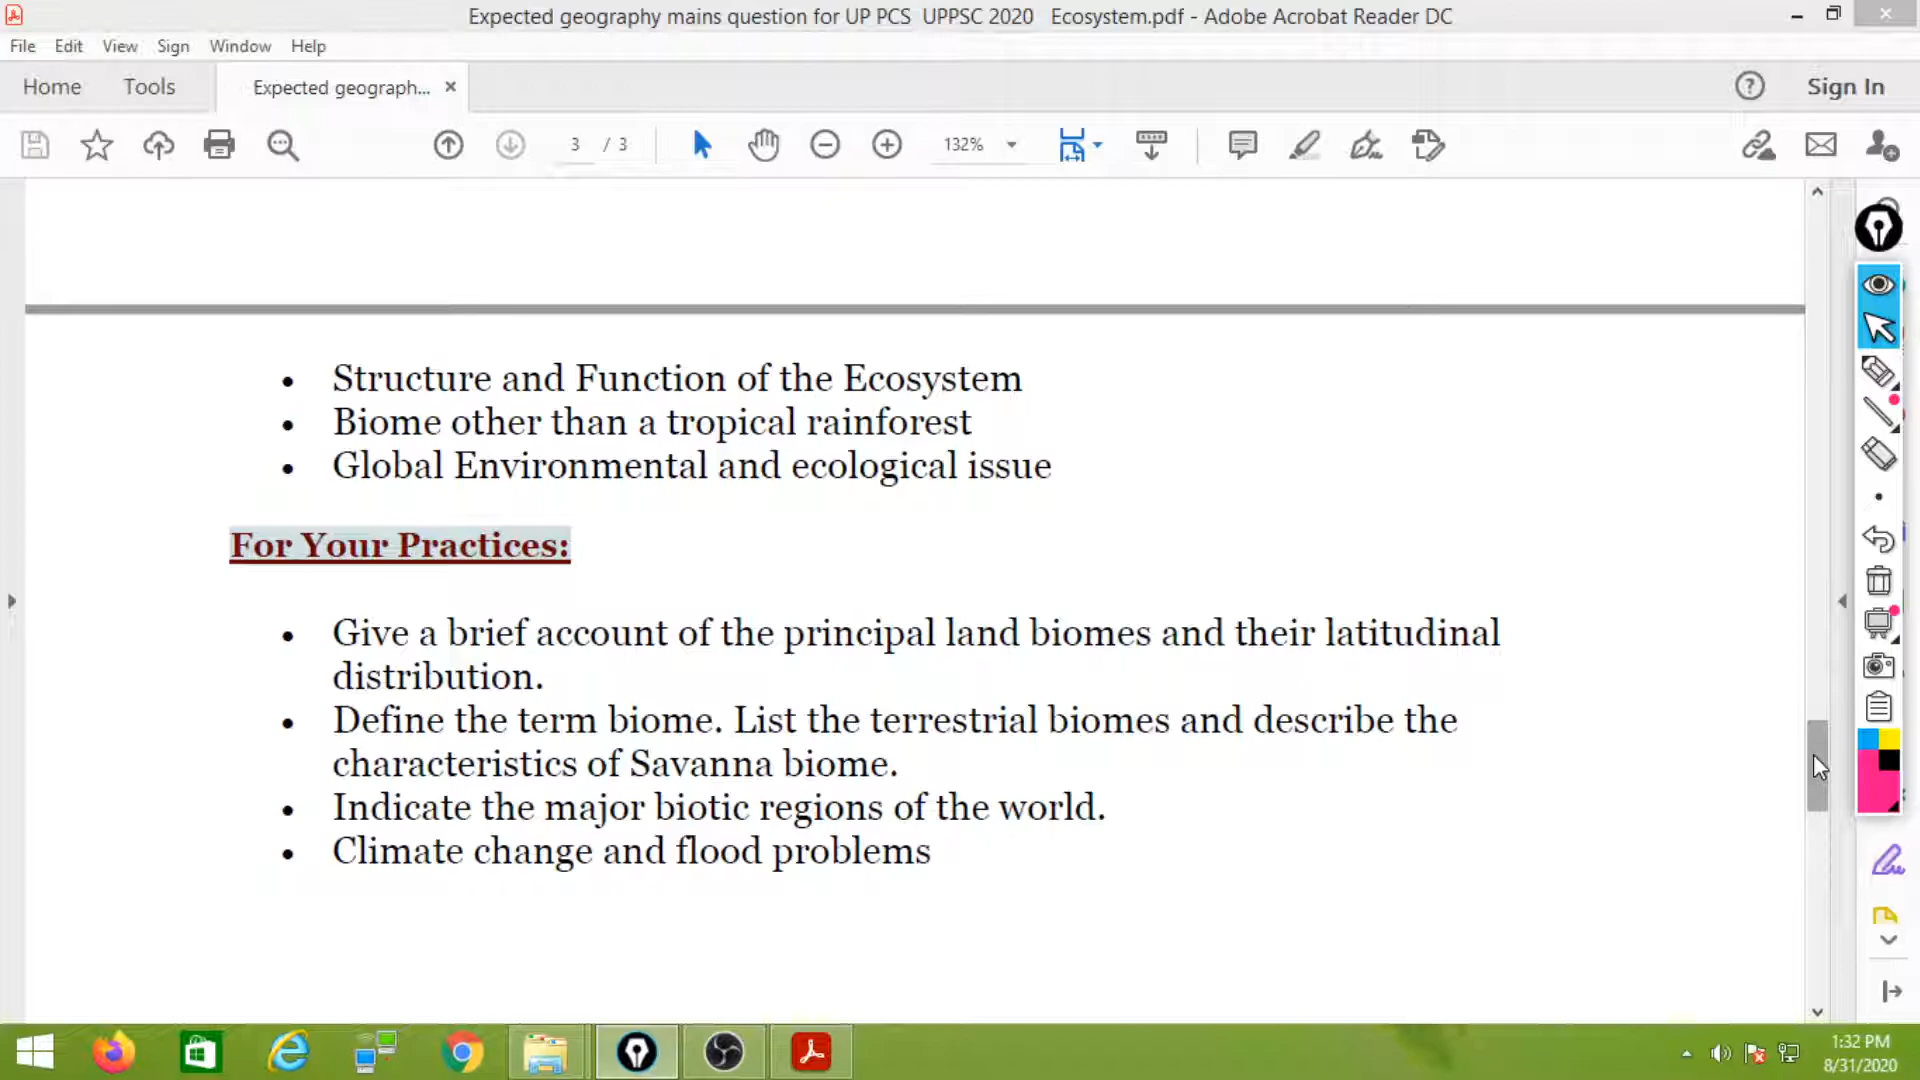 Expected geography mains question for UP PCS UPPSC 2020 Ecosystem.pdf - Adobe Acrobat Reader DC
File Edit View Sign Window Help
Home Tools Expected geograph... Sign In
3 / 3 132%
• Structure and Function of the Ecosystem
• Biome other than a tropical rainforest
• Global Environmental and ecological issue
For Your Practices:
• Give a brief account of the principal land biomes and their latitudinal
distribution.
• Define the term biome. List the terrestrial biomes and describe the
characteristics of Savanna biome.
• Indicate the major biotic regions of the world.
• Climate change and flood problems
1:32 PM
8/31/2020